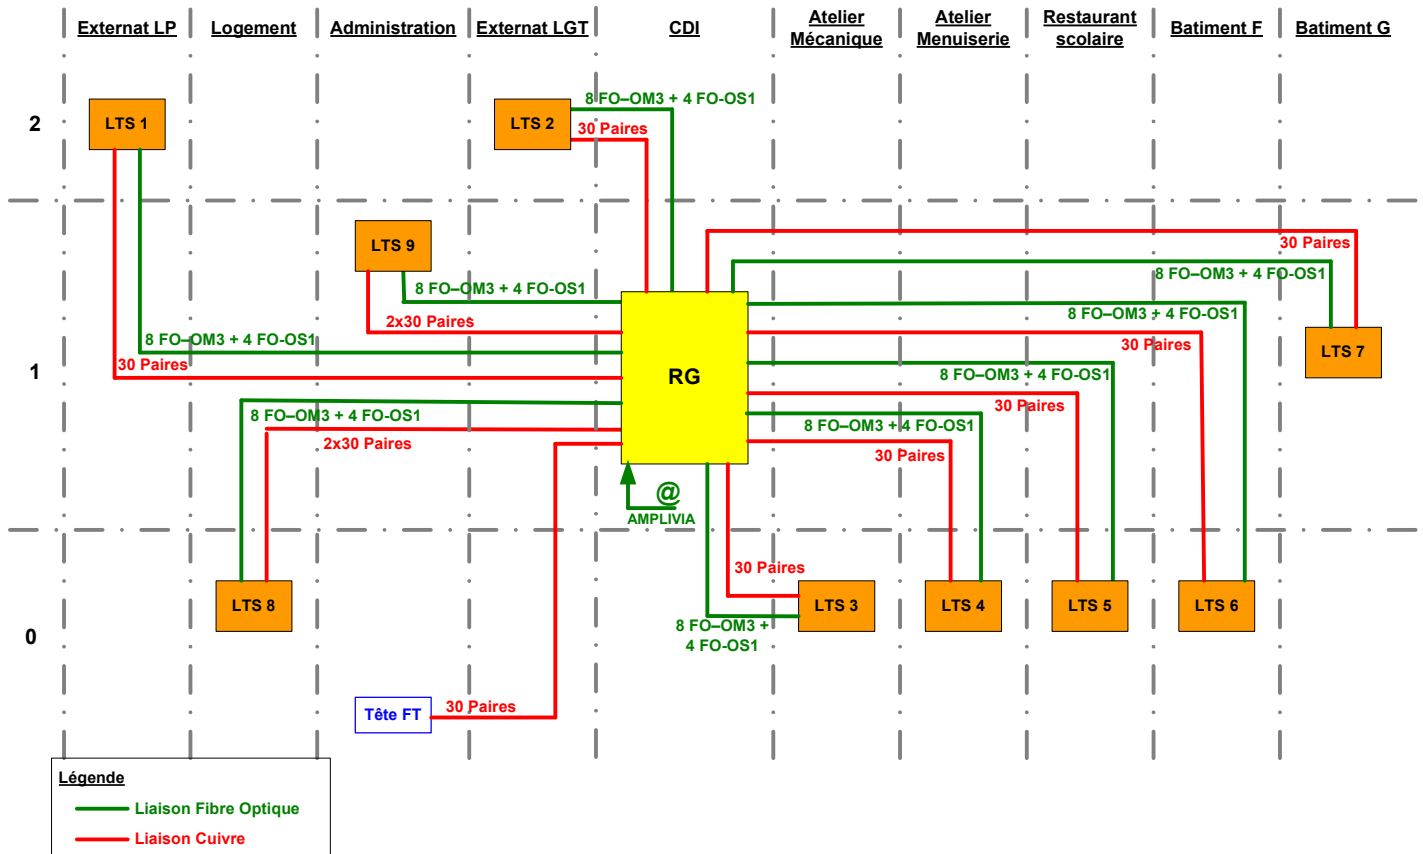 Externat LP
Logement
Administration
Externat LGT
CDI
Atelier
Mécanique
Atelier
Menuiserie
Restaurant
scolaire
Batiment F
Batiment G
2
LTS 1
LTS 2
8 FO–OM3 + 4 FO-OS1
30 Paires
LTS 9
30 Paires
8 FO–OM3 + 4 FO-OS1
8 FO–OM3 + 4 FO-OS1
8 FO–OM3 + 4 FO-OS1
2x30 Paires
30 Paires
8 FO–OM3 + 4 FO-OS1
LTS 7
1
30 Paires
RG
8 FO–OM3 + 4 FO-OS1
30 Paires
8 FO–OM3 + 4 FO-OS1
2x30 Paires
8 FO–OM3 + 4 FO-OS1
30 Paires
@
AMPLIVIA
30 Paires
LTS 8
LTS 3
LTS 4
LTS 5
LTS 6
0
8 FO–OM3 +
4 FO-OS1
Tête FT
30 Paires
Légende
Liaison Fibre Optique
Liaison Cuivre